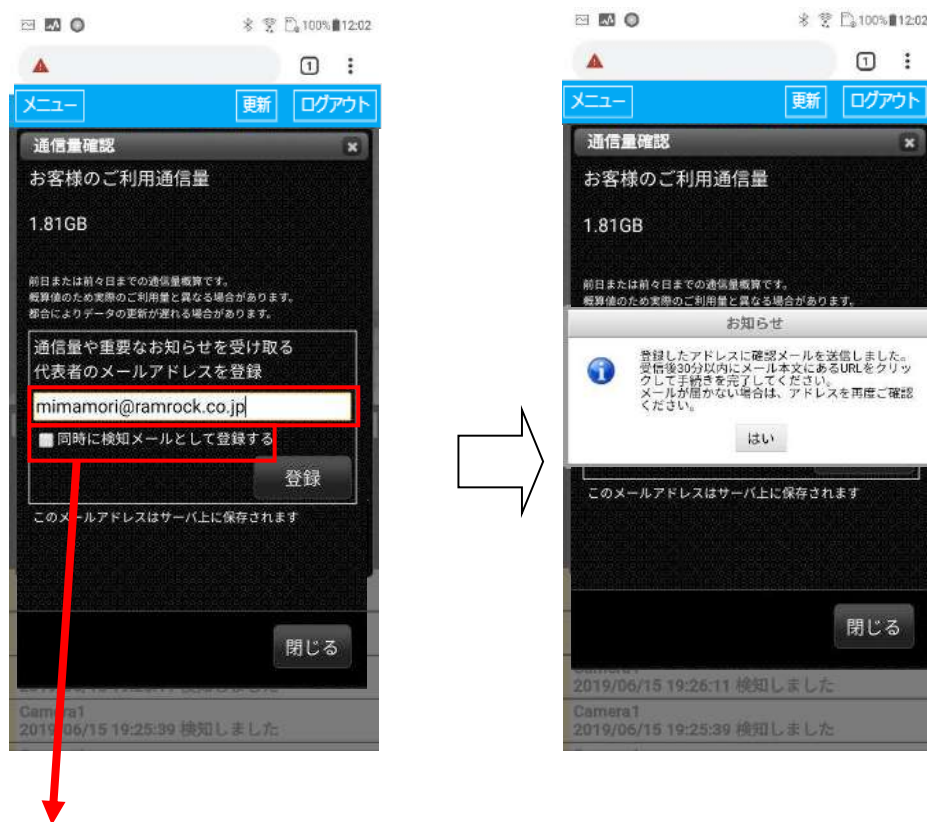 100% 12:02
1
メニュー 更新 ログアウト
通信量確認
お客様のご利用通信量
1.81GB
前日または前々日までの通信量概算です。
概算値のため実際のご利用量と異なる場合があります。
都合によりデータの更新が遅れる場合があります。
通信量や重要なお知らせを受け取る
代表者のメールアドレスを登録
mimamori@ramrock.co.jp
同時に検知メールとして登録する
登録
このメールアドレスはサーバ上に保存されます
閉じる
Camera1
2019/06/15 19:25:39 検知しました
100% 12:02
1
メニュー 更新 ログアウト
通信量確認
お客様のご利用通信量
1.81GB
前日または前々日までの通信量概算です。
概算値のため実際のご利用量と異なる場合があります。
お知らせ
登録したアドレスに確認メールを送信しました。
受信後30分以内にメール本文にあるURLをクリッ
クして手続きを完了してください。
メールが届かない場合は、アドレスを再度ご確認
ください。
はい
このメールアドレスはサーバ上に保存されます
閉じる
2019/06/15 19:26:11 検知しました
Camera1
2019/06/15 19:25:39 検知しました